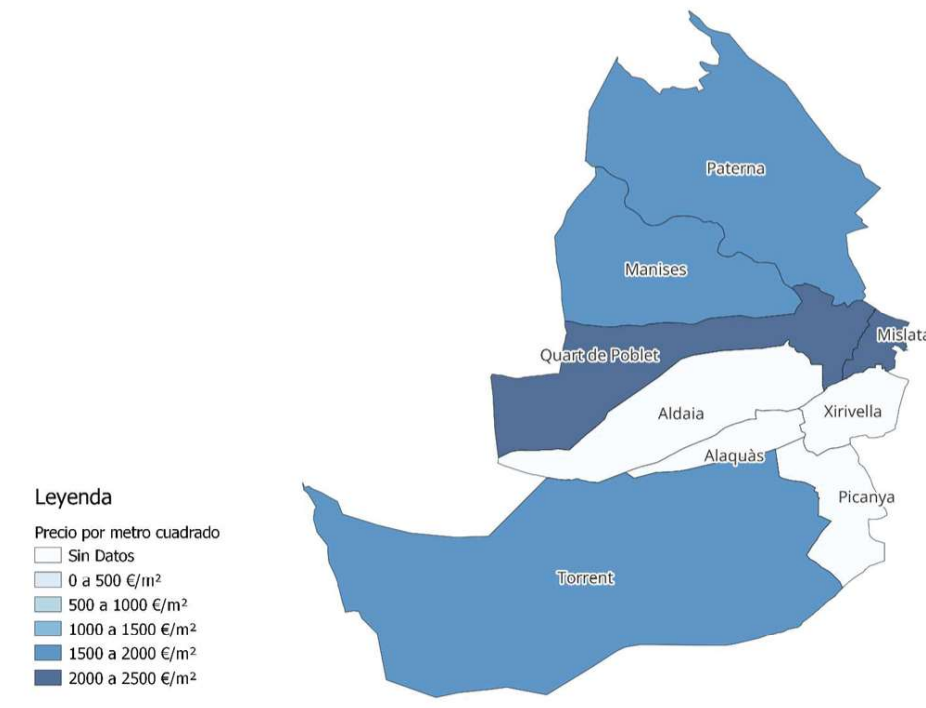 Paterna
Manises
Mislata
Quart de Poblet
Aldaia
Xirivella
Alaquàs
Picanya
Torrent
Leyenda
Precio por metro cuadrado
Sin Datos
0 a 500 €/m²
500 a 1000 €/m²
1000 a 1500 €/m²
1500 a 2000 €/m²
2000 a 2500 €/m²